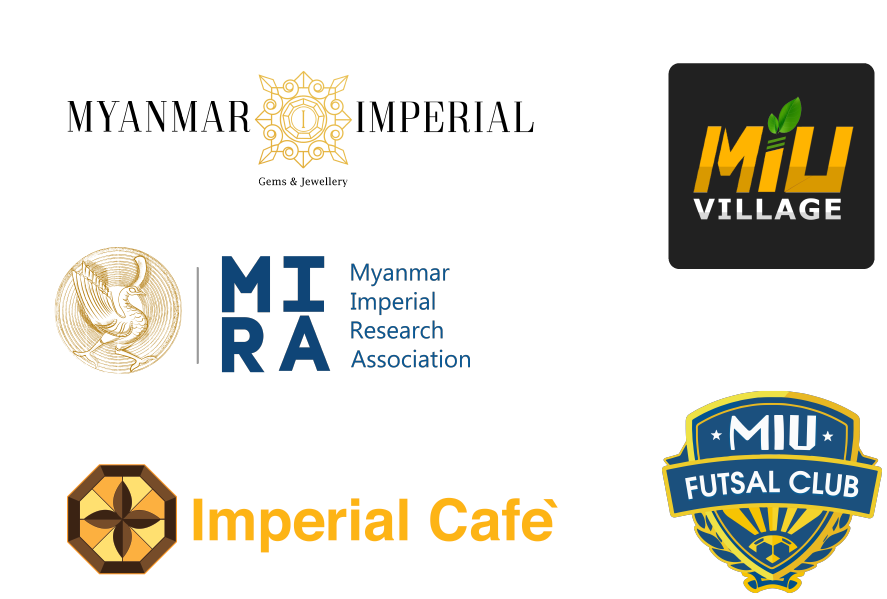 MYANMAR I IMPERIAL
Gems & Jewellery
MiU
VILLAGE
MI
RA
Myanmar
Imperial
Research
Association
MIU
FUTSAL CLUB
Imperial Cafè